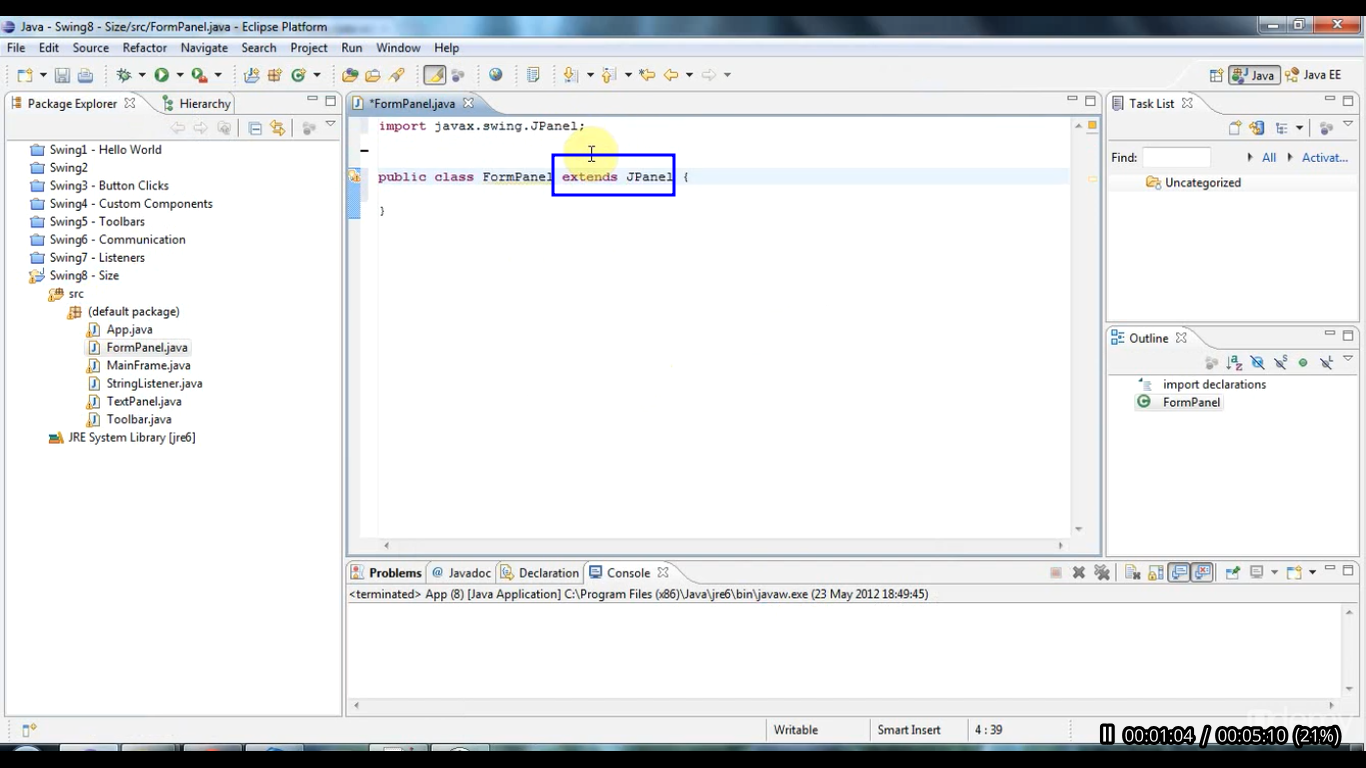 Java - Swing8 - Size/src/FormPanel.java - Eclipse Platform
File Edit Source Refactor Navigate Search Project Run Window Help
Java Java EE
Package Explorer Hierarchy
*FormPanel.java
Task List
import javax.swing.JPanel;
public class FormPanel extends JPanel {
}
Swing1 - Hello World
Swing2
Swing3 - Button Clicks
Swing4 - Custom Components
Swing5 - Toolbars
Swing6 - Communication
Swing7 - Listeners
Swing8 - Size
src
(default package)
App.java
FormPanel.java
MainFrame.java
StringListener.java
TextPanel.java
Toolbar.java
JRE System Library [jre6]
Find: All Activat...
Uncategorized
Outline
import declarations
FormPanel
Problems @ Javadoc Declaration Console
<terminated> App (8) [Java Application] C:\Program Files (x86)\Java\jre6\bin\javaw.exe (23 May 2012 18:49:45)
Writable Smart Insert 4 : 39
00:01:04 / 00:05:10 (21%)